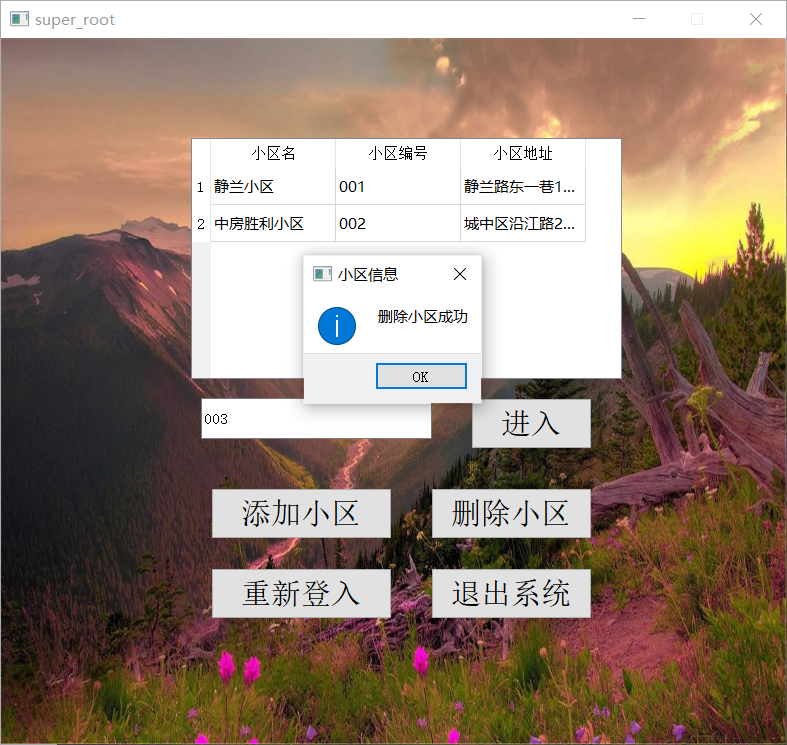 super_root
小区名 小区编号 小区地址
1 静兰小区 001 静兰路东一巷1...
2 中房胜利小区 002 城中区沿江路2...
小区信息
删除小区成功
OK
003
进入
添加小区 删除小区
重新登入 退出系统